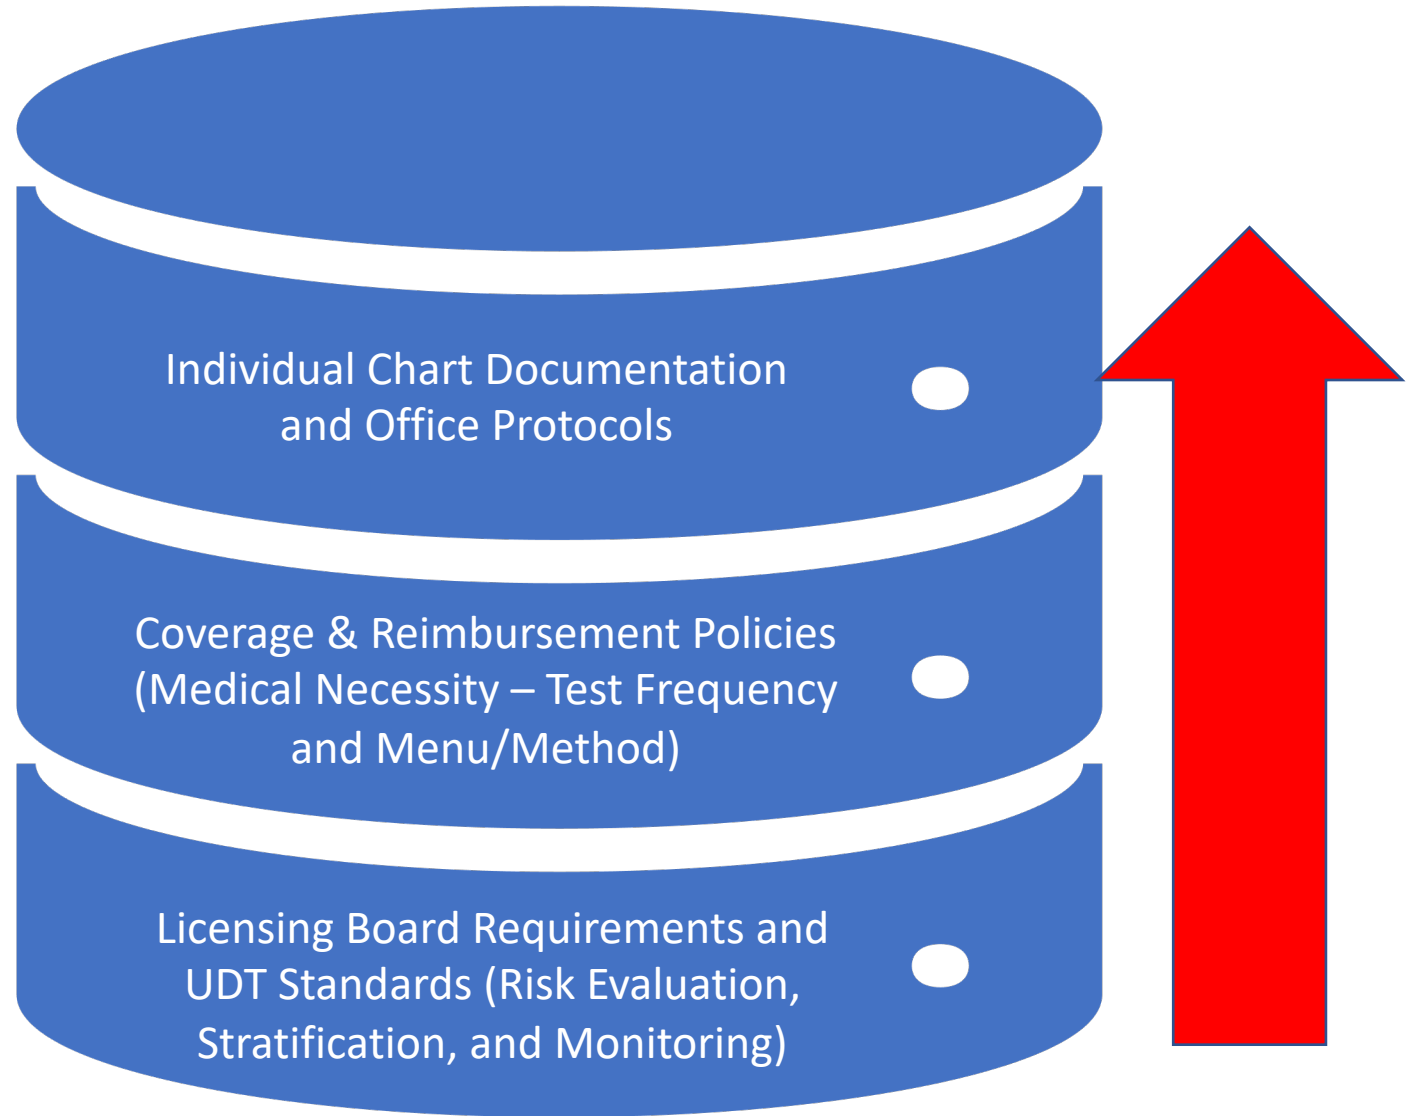 Individual Chart Documentation
and Office Protocols
Coverage & Reimbursement Policies
(Medical Necessity – Test Frequency
and Menu/Method)
Licensing Board Requirements and
UDT Standards (Risk Evaluation,
Stratification, and Monitoring)